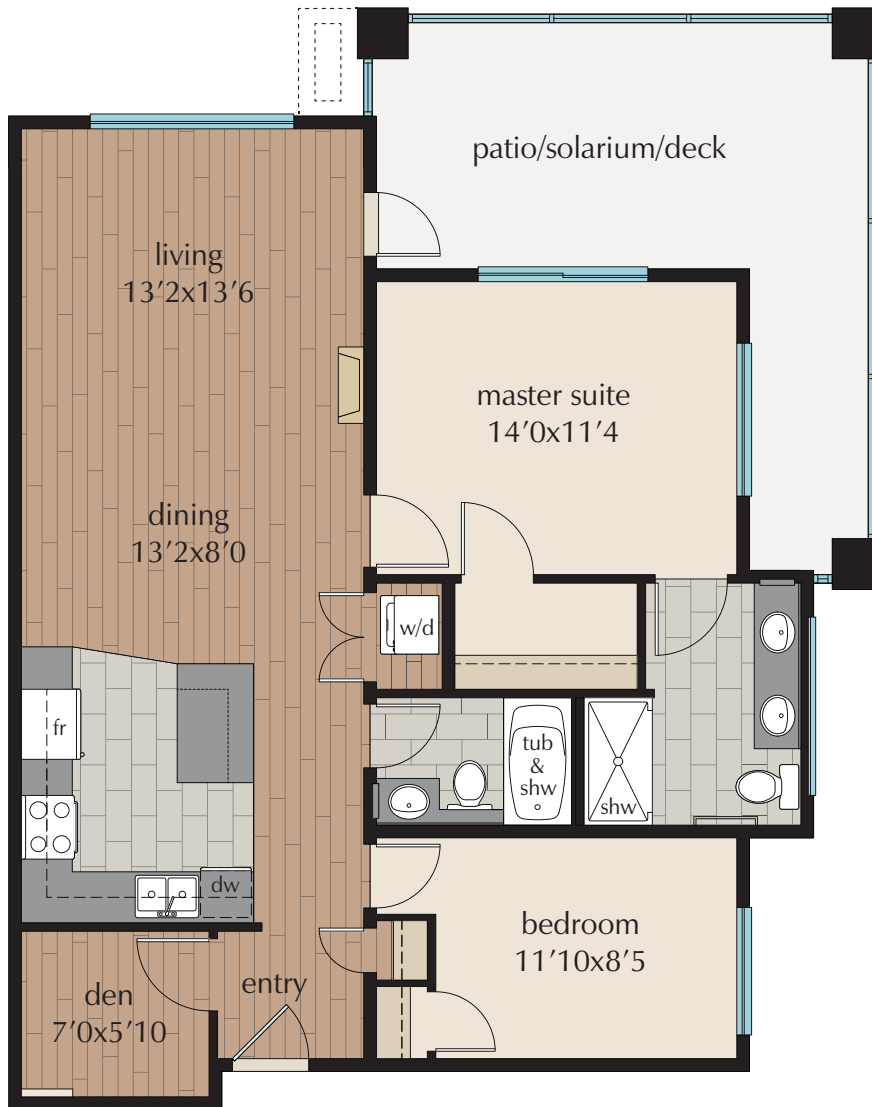 patio/solarium/deck
living
13’2x13’6
master suite
14’0x11’4
dining
13’2x8’0
w/d
fr
tub
&
shw
shw
dw
bedroom
11’10x8’5
entry
den
7’0x5’10